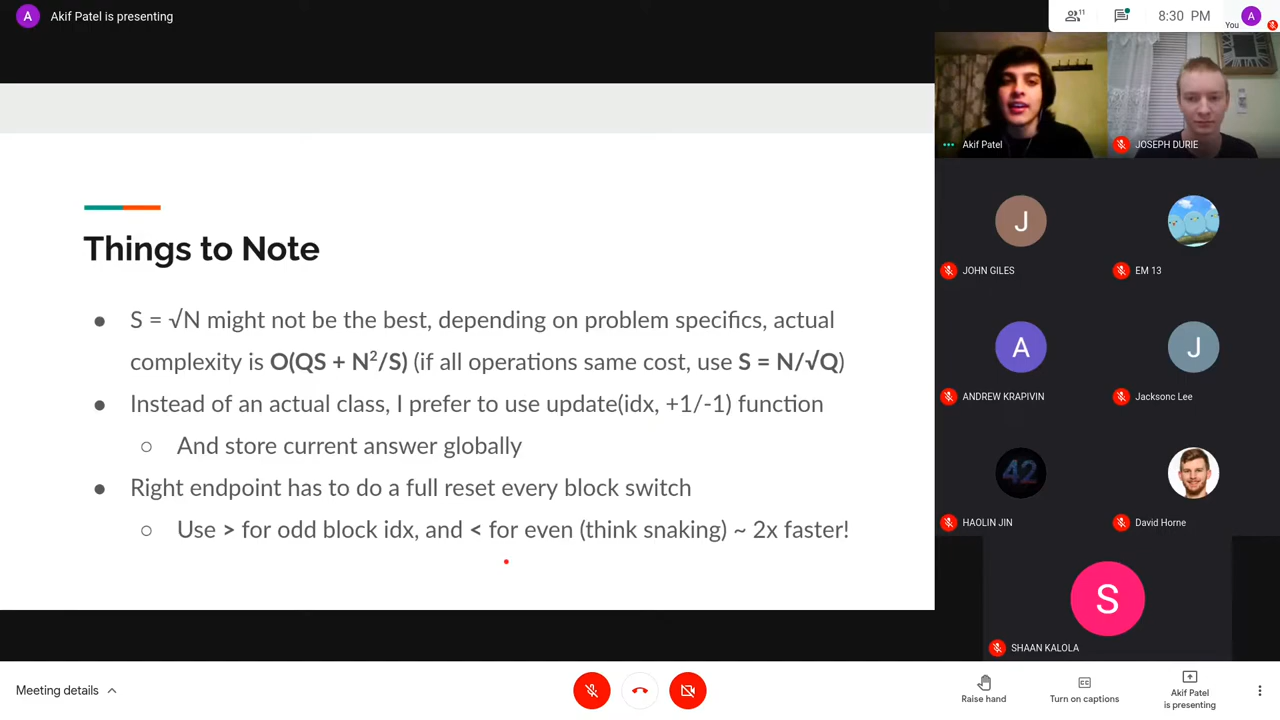 A Akif Patel is presenting
11
8:30 PM
You
A
Things to Note
● S = √N might not be the best, depending on problem specifics, actual
complexity is O(QS + N²/S) (if all operations same cost, use S = N/√Q)
● Instead of an actual class, I prefer to use update(idx, +1/-1) function
○ And store current answer globally
● Right endpoint has to do a full reset every block switch
○ Use > for odd block idx, and < for even (think snaking) ~ 2x faster!
Akif Patel
JOSEPH DURIE
J
JOHN GILES
EM 13
A
ANDREW KRAPIVIN
J
Jacksonc Lee
42
HAOLIN JIN
David Horne
S
SHAAN KALOLA
Meeting details
Raise hand
CC
Turn on captions
Akif Patel
is presenting